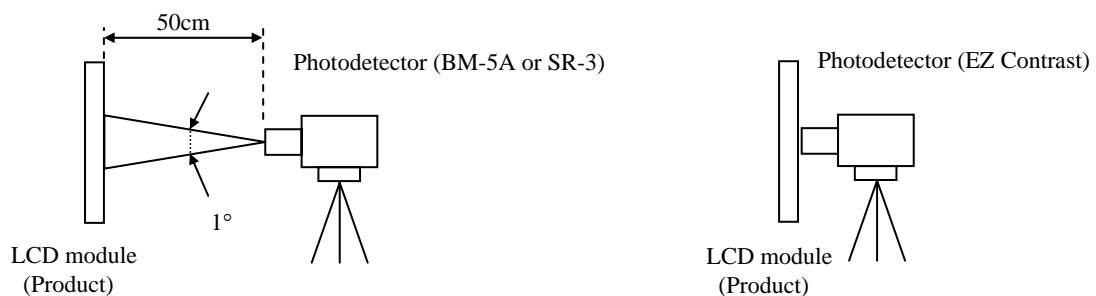 50cm
Photodetector (BM-5A or SR-3)
1°
LCD module
(Product)
Photodetector (EZ Contrast)
LCD module
(Product)